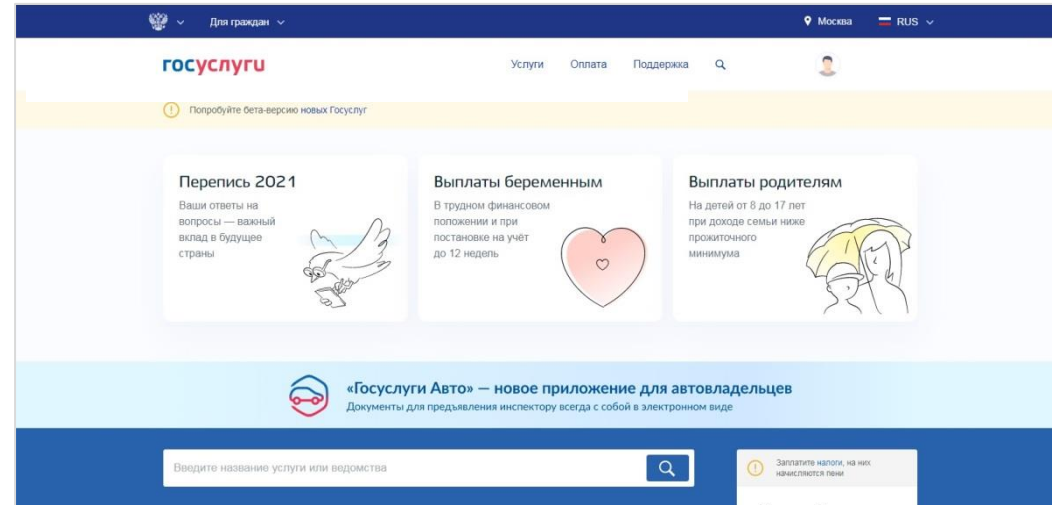 Для граждан
Москва
RUS
госуслуги
Услуги Оплата Поддержка
Попробуйте бета-версию новых Госуслуг
Перепись 2021
Ваши ответы на
вопросы — важный
вклад в будущее
страны
Выплаты беременным
В трудном финансовом
положении и при
постановке на учёт
до 12 недель
Выплаты родителям
На детей от 8 до 17 лет
при доходе семьи ниже
прожиточного
минимума
«Госуслуги Авто» — новое приложение для автовладельцев
Документы для предъявления инспектору всегда с собой в электронном виде
Введите название услуги или ведомства
Заплатите налоги, на них
начисляются пени